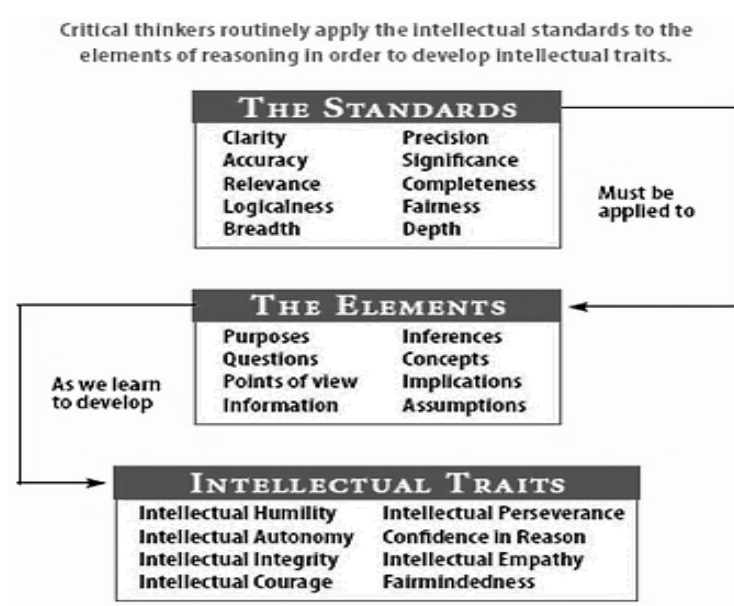 Critical thinkers routinely apply the intellectual standards to the
elements of reasoning in order to develop intellectual traits.
THE STANDARDS
Clarity Precision
Accuracy Significance
Relevance Completeness
Logicalness Fairness
Breadth Depth
Must be
applied to
THE ELEMENTS
Purposes Inferences
Questions Concepts
Points of view Implications
Information Assumptions
As we learn
to develop
INTELLECTUAL TRAITS
Intellectual Humility Intellectual Perseverance
Intellectual Autonomy Confidence in Reason
Intellectual Integrity Intellectual Empathy
Intellectual Courage Fairmindedness